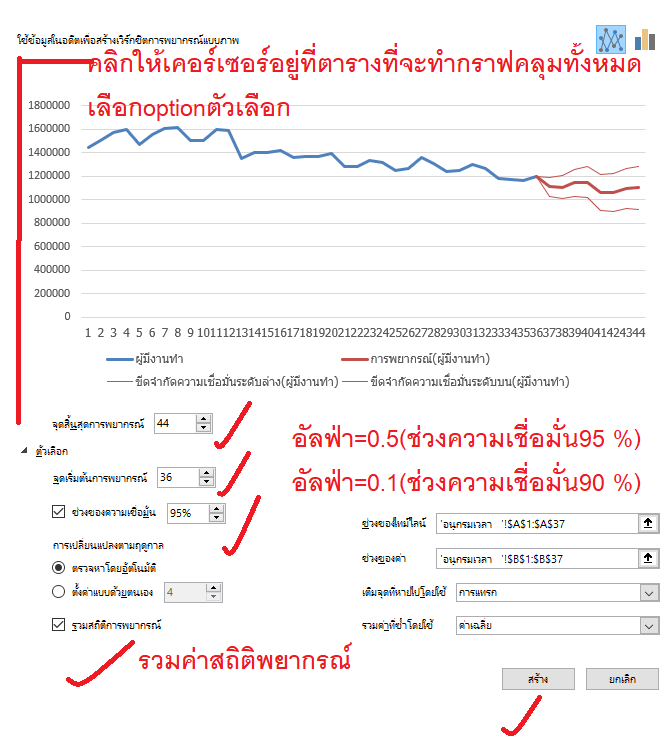 ใช้ข้อมูลในอดีตเพื่อสร้างเวิร์กชีตการพยากรณ์แบบภาพ
คลิกให้เคอร์เซอร์อยู่ที่ตารางที่จะทำกราฟคลุมทั้งหมด
เลือกoptionตัวเลือก
1800000
1600000
1400000
1200000
1000000
800000
600000
400000
200000
0
1 2 3 4 5 6 7 8 9 1011121314151617181920212223242526272829303132333435363738394041424344
ผู้มีงานทำ
การพยากรณ์(ผู้มีงานทำ)
ขีดจำกัดความเชื่อมั่นระดับล่าง(ผู้มีงานทำ)
ขีดจำกัดความเชื่อมั่นระดับบน(ผู้มีงานทำ)
จุดสิ้นสุดการพยากรณ์ 44
อัลฟ่า=0.5(ช่วงความเชื่อมั่น95 %)
ตัวเลือก
จุดเริ่มต้นการพยากรณ์ 36
อัลฟ่า=0.1(ช่วงความเชื่อมั่น90 %)
ช่วงของความเชื่อมั่น 95%
ช่วงของไทม์ไลน์ 'อนุกรมเวลา '!$A$1:$A$37
การเปลี่ยนแปลงตามฤดูกาล
ช่วงของค่า 'อนุกรมเวลา '!$B$1:$B$37
ตรวจหาโดยอัตโนมัติ
ตั้งค่าแบบด้วยตนเอง 4
เติมจุดที่หายไปโดยใช้ การแทรก
รวมสถิติการพยากรณ์
รวมค่าที่ซ้ำโดยใช้ ค่าเฉลี่ย
รวมค่าสถิติพยากรณ์
สร้าง ยกเลิก